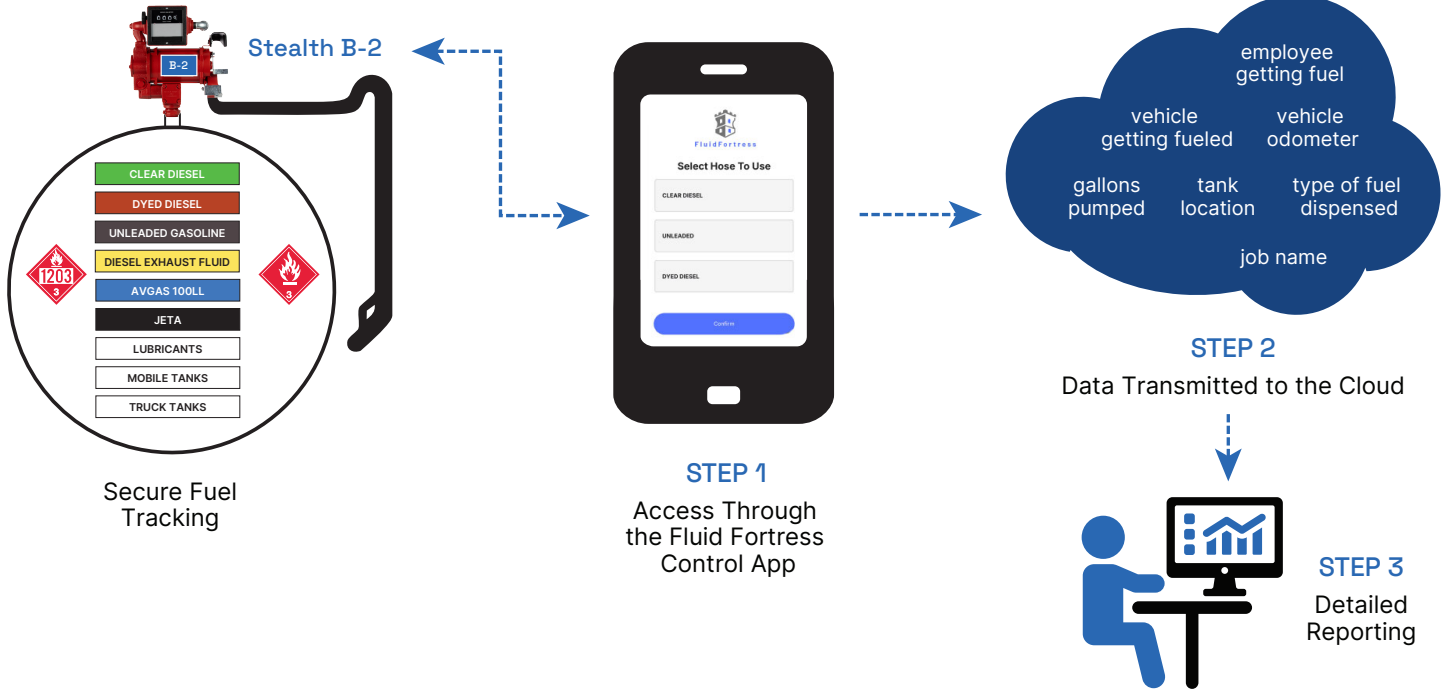 Stealth B-2
B-2
CLEAR DIESEL
DYED DIESEL
UNLEADED GASOLINE
DIESEL EXHAUST FLUID
AVGAS 100LL
JETA
LUBRICANTS
MOBILE TANKS
TRUCK TANKS
1203
3
3
Secure Fuel
Tracking
FluidFortress
Select Hose To Use
CLEAR DIESEL
UNLEADED
DYED DIESEL
Confirm
STEP 1
Access Through
the Fluid Fortress
Control App
employee
getting fuel
vehicle
getting fueled
vehicle
odometer
gallons
pumped
tank
location
type of fuel
dispensed
job name
STEP 2
Data Transmitted to the Cloud
STEP 3
Detailed
Reporting